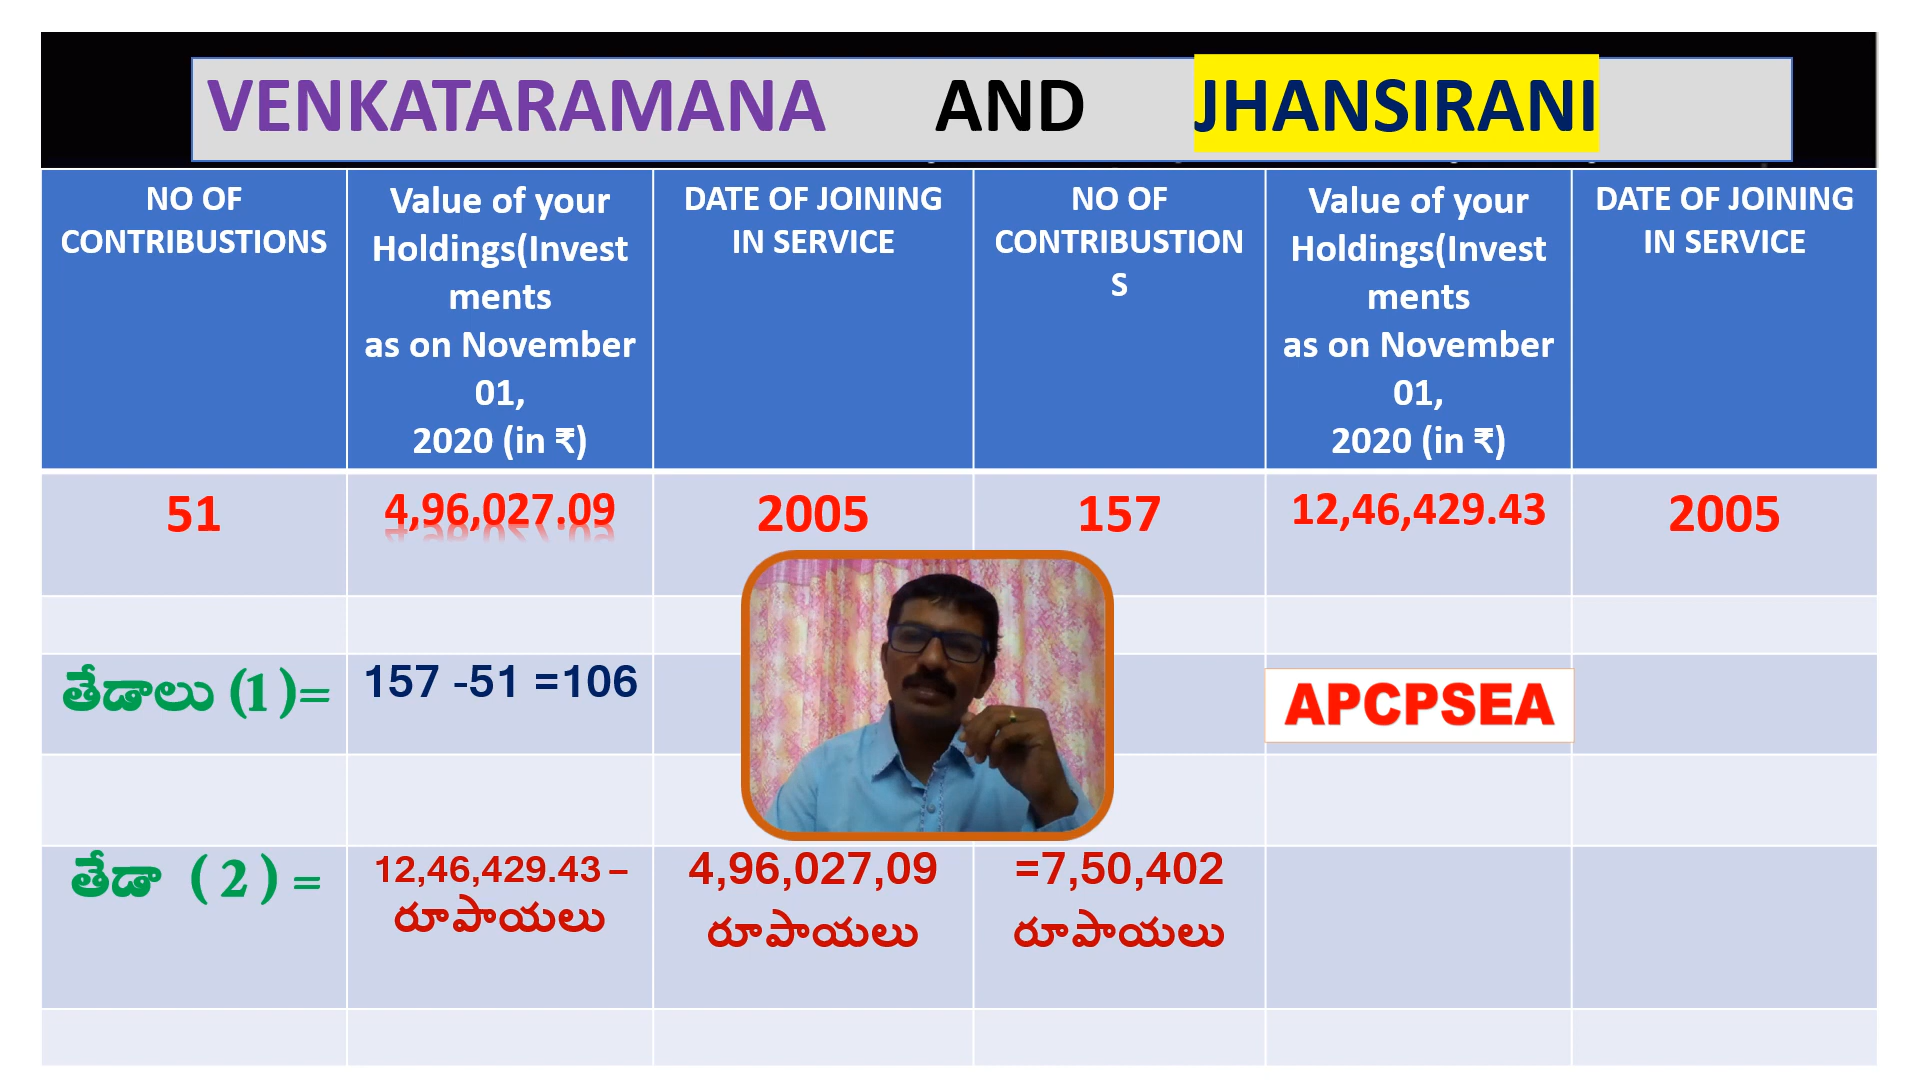 VENKATARAMANA AND JHANSIRANI
NO OF
CONTRIBUSTIONS
Value of your
Holdings(Invest
ments
as on November
01,
2020 (in ₹)
DATE OF JOINING
IN SERVICE
NO OF
CONTRIBUSTION
S
Value of your
Holdings(Invest
ments
as on November
01,
2020 (in ₹)
DATE OF JOINING
IN SERVICE
51
4,96,027.09
2005
157
12,46,429.43
2005
తేడాలు (1)=
157 -51 =106
APCPSEA
తేడా ( 2 ) =
12,46,429.43 –
రూపాయలు
4,96,027,09
రూపాయలు
=7,50,402
రూపాయలు